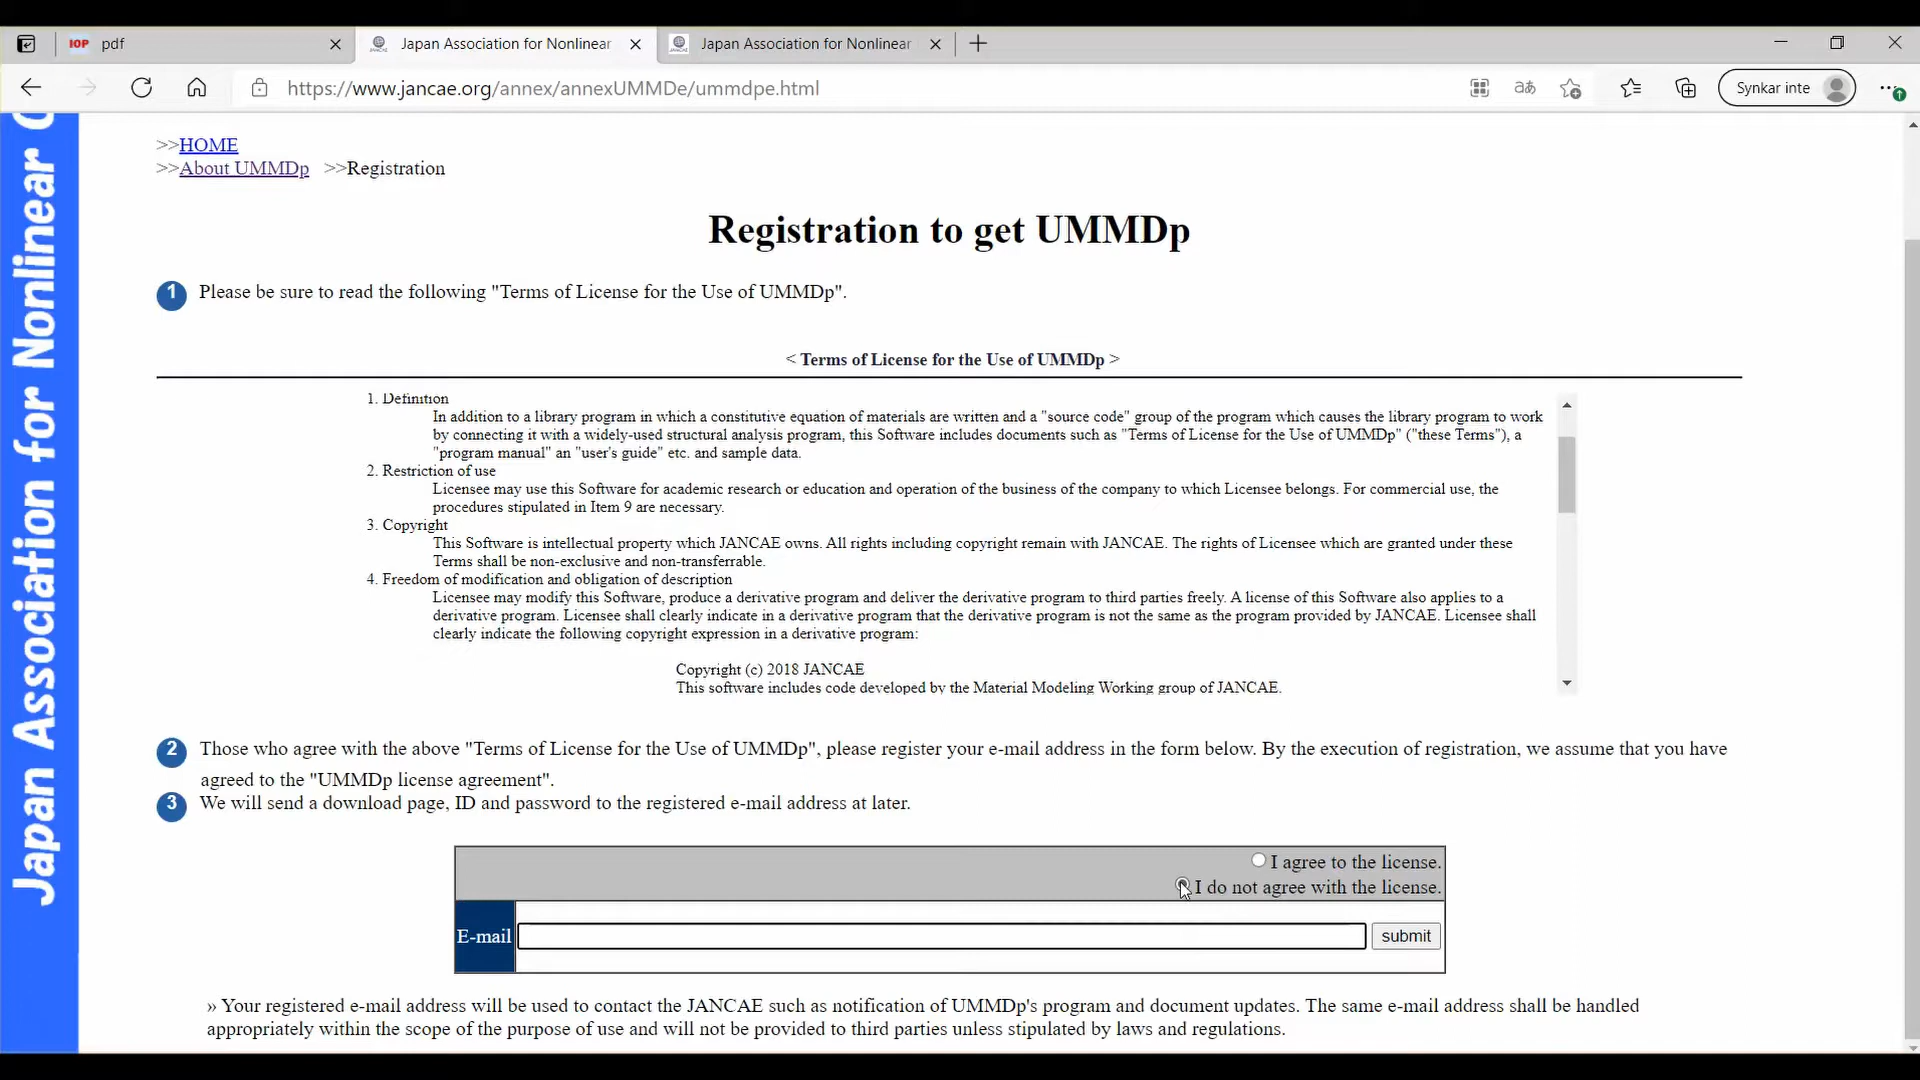 IOP pdf
Japan Association for Nonlinear
Japan Association for Nonlinear
https://www.jancae.org/annex/annexUMMDe/ummdpe.html
Synkar inte
Japan Association for Nonlinear
>>HOME
>>About UMMDp >>Registration
Registration to get UMMDp
1 Please be sure to read the following "Terms of License for the Use of UMMDp".
< Terms of License for the Use of UMMDp >
1. Definition
In addition to a library program in which a constitutive equation of materials are written and a "source code" group of the program which causes the library program to work
by connecting it with a widely-used structural analysis program, this Software includes documents such as "Terms of License for the Use of UMMDp" ("these Terms"), a
"program manual" an "user's guide" etc. and sample data.
2. Restriction of use
Licensee may use this Software for academic research or education and operation of the business of the company to which Licensee belongs. For commercial use, the
procedures stipulated in Item 9 are necessary.
3. Copyright
This Software is intellectual property which JANCAE owns. All rights including copyright remain with JANCAE. The rights of Licensee which are granted under these
Terms shall be non-exclusive and non-transferrable.
4. Freedom of modification and obligation of description
Licensee may modify this Software, produce a derivative program and deliver the derivative program to third parties freely. A license of this Software also applies to a
derivative program. Licensee shall clearly indicate in a derivative program that the derivative program is not the same as the program provided by JANCAE. Licensee shall
clearly indicate the following copyright expression in a derivative program:
Copyright (c) 2018 JANCAE
This software includes code developed by the Material Modeling Working group of JANCAE.
2 Those who agree with the above "Terms of License for the Use of UMMDp", please register your e-mail address in the form below. By the execution of registration, we assume that you have
agreed to the "UMMDp license agreement".
3 We will send a download page, ID and password to the registered e-mail address at later.
I agree to the license.
I do not agree with the license.
E-mail submit
» Your registered e-mail address will be used to contact the JANCAE such as notification of UMMDp's program and document updates. The same e-mail address shall be handled
appropriately within the scope of the purpose of use and will not be provided to third parties unless stipulated by laws and regulations.